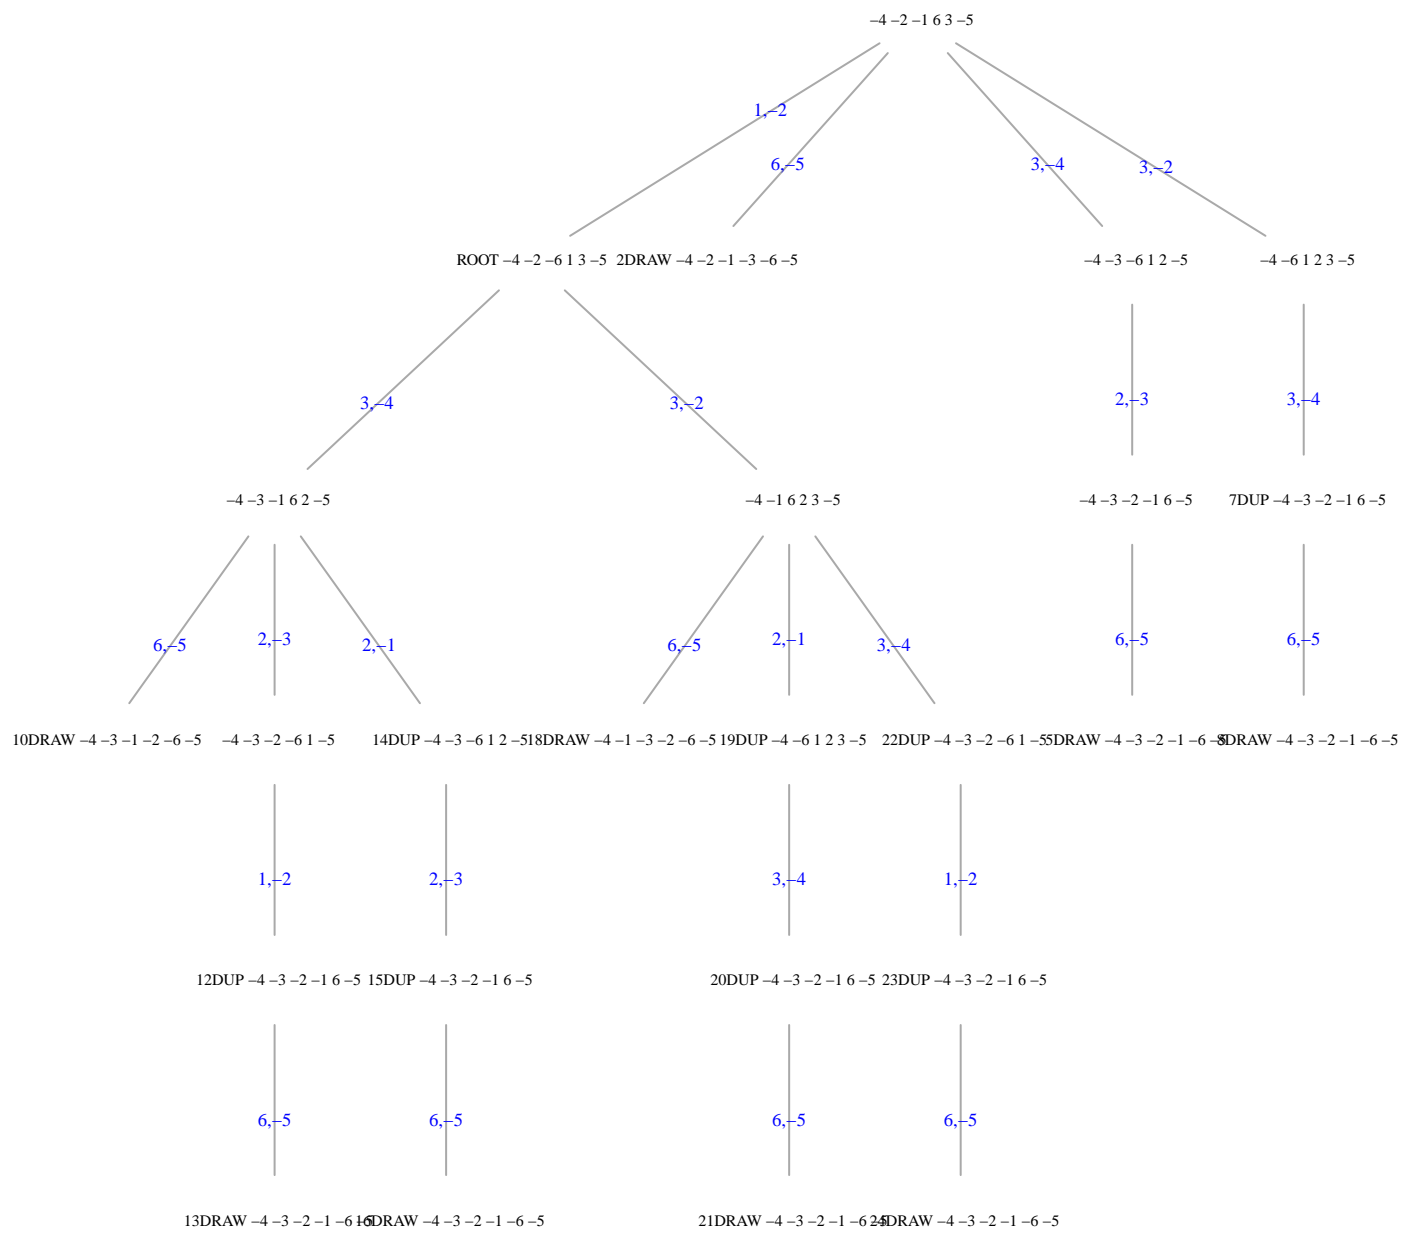 −4 −2 −1 6 3 −5
1,−2
6,−5
3,−4
3,−2
ROOT −4 −2 −6 1 3 −5
2DRAW −4 −2 −1 −3 −6 −5
−4 −3 −6 1 2 −5
−4 −6 1 2 3 −5
3,−4
3,−2
2,−3
3,−4
−4 −3 −1 6 2 −5
−4 −1 6 2 3 −5
−4 −3 −2 −1 6 −5
7DUP −4 −3 −2 −1 6 −5
6,−5
2,−3
2,−1
6,−5
2,−1
3,−4
6,−5
6,−5
10DRAW −4 −3 −1 −2 −6 −5
−4 −3 −2 −6 1 −5
14DUP −4 −3 −6 1 2 −5
18DRAW −4 −1 −3 −2 −6 −5
19DUP −4 −6 1 2 3 −5
22DUP −4 −3 −2 −6 1 −5
5DRAW −4 −3 −2 −1 −6 −5
8DRAW −4 −3 −2 −1 −6 −5
1,−2
2,−3
3,−4
1,−2
12DUP −4 −3 −2 −1 6 −5
15DUP −4 −3 −2 −1 6 −5
20DUP −4 −3 −2 −1 6 −5
23DUP −4 −3 −2 −1 6 −5
6,−5
6,−5
6,−5
6,−5
13DRAW −4 −3 −2 −1 −6 −5
16DRAW −4 −3 −2 −1 −6 −5
21DRAW −4 −3 −2 −1 −6 −5
24DRAW −4 −3 −2 −1 −6 −5